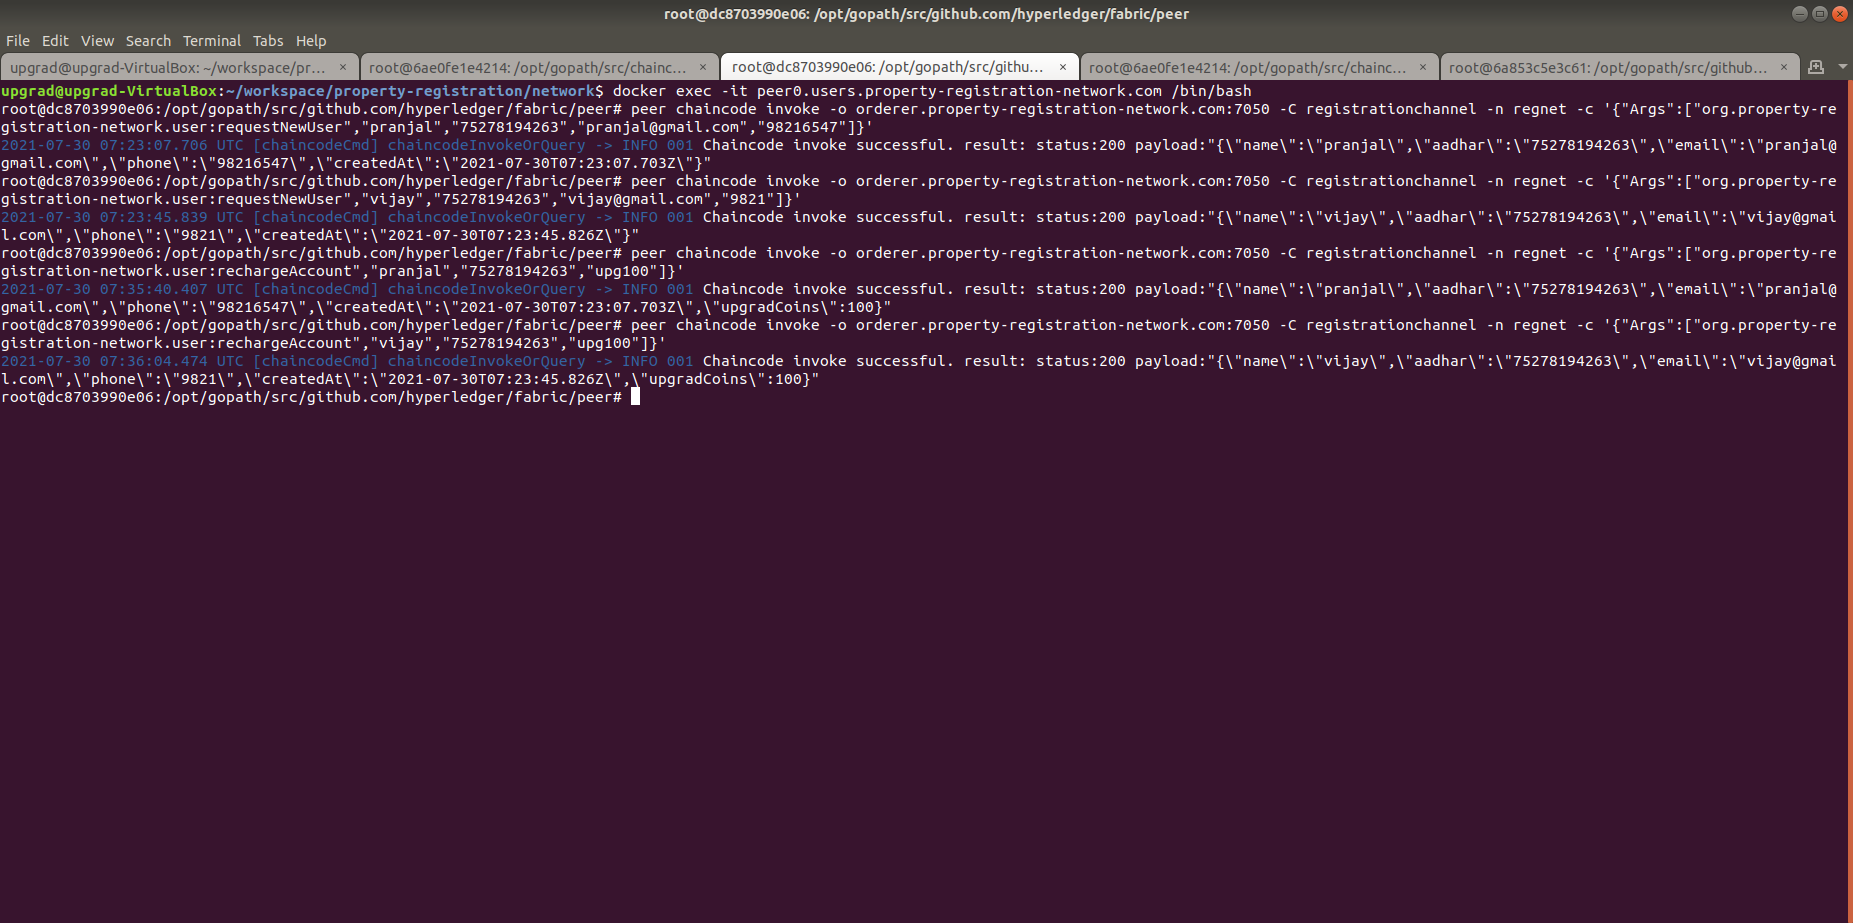 root@dc8703990e06: /opt/gopath/src/github.com/hyperledger/fabric/peer
File Edit View Search Terminal Tabs Help
upgrad@upgrad-VirtualBox: ~/workspace/pr... × root@6ae0fe1e4214: /opt/gopath/src/chainc... × root@dc8703990e06: /opt/gopath/src/githu... × root@6ae0fe1e4214: /opt/gopath/src/chainc... × root@6a853c5e3c61: /opt/gopath/src/github... ×
upgrad@upgrad-VirtualBox:~/workspace/property-registration/network$ docker exec -it peer0.users.property-registration-network.com /bin/bash
root@dc8703990e06:/opt/gopath/src/github.com/hyperledger/fabric/peer# peer chaincode invoke -o orderer.property-registration-network.com:7050 -C registrationchannel -n regnet -c '{"Args":["org.property-re
gistration-network.user:requestNewUser","pranjal","75278194263","pranjal@gmail.com","98216547"]}'
2021-07-30 07:23:07.706 UTC [chaincodeCmd] chaincodeInvokeOrQuery -> INFO 001 Chaincode invoke successful. result: status:200 payload:"{\"name\":\"pranjal\",\"aadhar\":\"75278194263\",\"email\":\"pranjal@
gmail.com\",\"phone\":\"98216547\",\"createdAt\":\"2021-07-30T07:23:07.703Z\"}"
root@dc8703990e06:/opt/gopath/src/github.com/hyperledger/fabric/peer# peer chaincode invoke -o orderer.property-registration-network.com:7050 -C registrationchannel -n regnet -c '{"Args":["org.property-re
gistration-network.user:requestNewUser","vijay","75278194263","vijay@gmail.com","9821"]}'
2021-07-30 07:23:45.839 UTC [chaincodeCmd] chaincodeInvokeOrQuery -> INFO 001 Chaincode invoke successful. result: status:200 payload:"{\"name\":\"vijay\",\"aadhar\":\"75278194263\",\"email\":\"vijay@gmai
l.com\",\"phone\":\"9821\",\"createdAt\":\"2021-07-30T07:23:45.826Z\"}"
root@dc8703990e06:/opt/gopath/src/github.com/hyperledger/fabric/peer# peer chaincode invoke -o orderer.property-registration-network.com:7050 -C registrationchannel -n regnet -c '{"Args":["org.property-re
gistration-network.user:rechargeAccount","pranjal","75278194263","upg100"]}'
2021-07-30 07:35:40.407 UTC [chaincodeCmd] chaincodeInvokeOrQuery -> INFO 001 Chaincode invoke successful. result: status:200 payload:"{\"name\":\"pranjal\",\"aadhar\":\"75278194263\",\"email\":\"pranjal@
gmail.com\",\"phone\":\"98216547\",\"createdAt\":\"2021-07-30T07:23:07.703Z\",\"upgradCoins\":100}"
root@dc8703990e06:/opt/gopath/src/github.com/hyperledger/fabric/peer# peer chaincode invoke -o orderer.property-registration-network.com:7050 -C registrationchannel -n regnet -c '{"Args":["org.property-re
gistration-network.user:rechargeAccount","vijay","75278194263","upg100"]}'
2021-07-30 07:36:04.474 UTC [chaincodeCmd] chaincodeInvokeOrQuery -> INFO 001 Chaincode invoke successful. result: status:200 payload:"{\"name\":\"vijay\",\"aadhar\":\"75278194263\",\"email\":\"vijay@gmai
l.com\",\"phone\":\"9821\",\"createdAt\":\"2021-07-30T07:23:45.826Z\",\"upgradCoins\":100}"
root@dc8703990e06:/opt/gopath/src/github.com/hyperledger/fabric/peer#